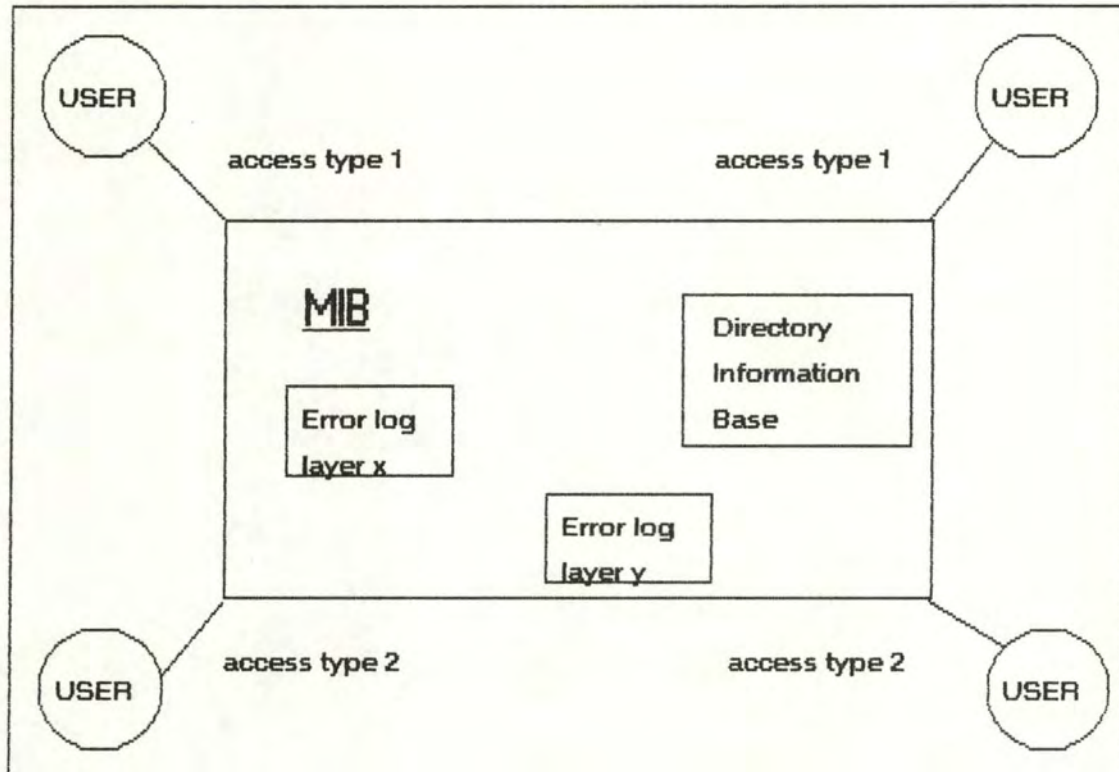 USER
USER
access type 1
access type 1
MIB
Directory
Information
Base
Error log
layer x
Error log
layer y
access type 2
access type 2
USER
USER